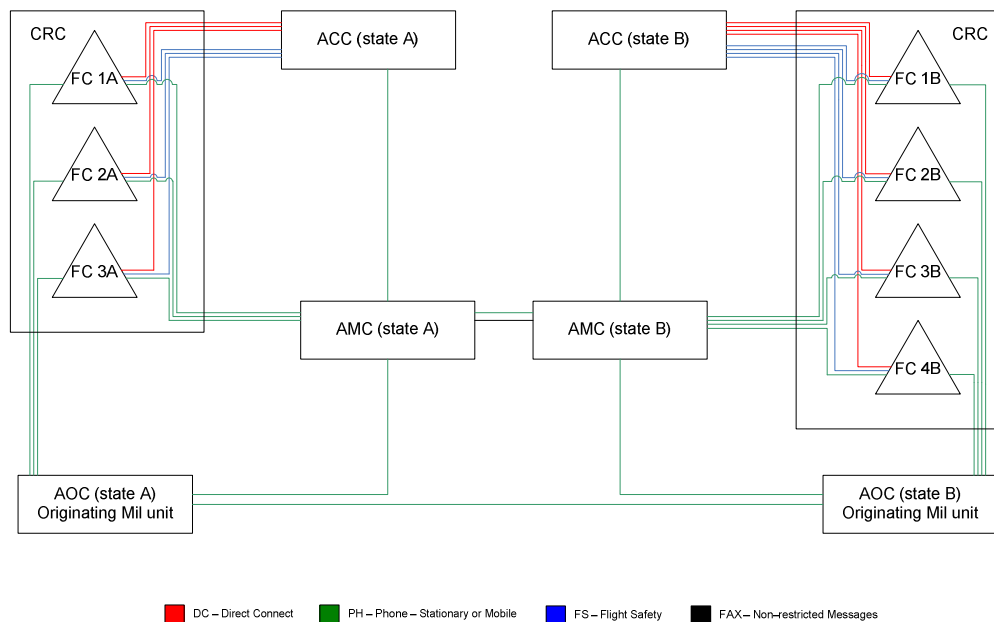 CRC
ACC (state A)
ACC (state B)
CRC
FC 1A
FC 1B
FC 2A
FC 2B
FC 3A
FC 3B
AMC (state A)
AMC (state B)
FC 4B
AOC (state A)
Originating Mil unit
AOC (state B)
Originating Mil unit
DC – Direct Connect
PH – Phone – Stationary or Mobile
FS – Flight Safety
FAX – Non–restricted Messages